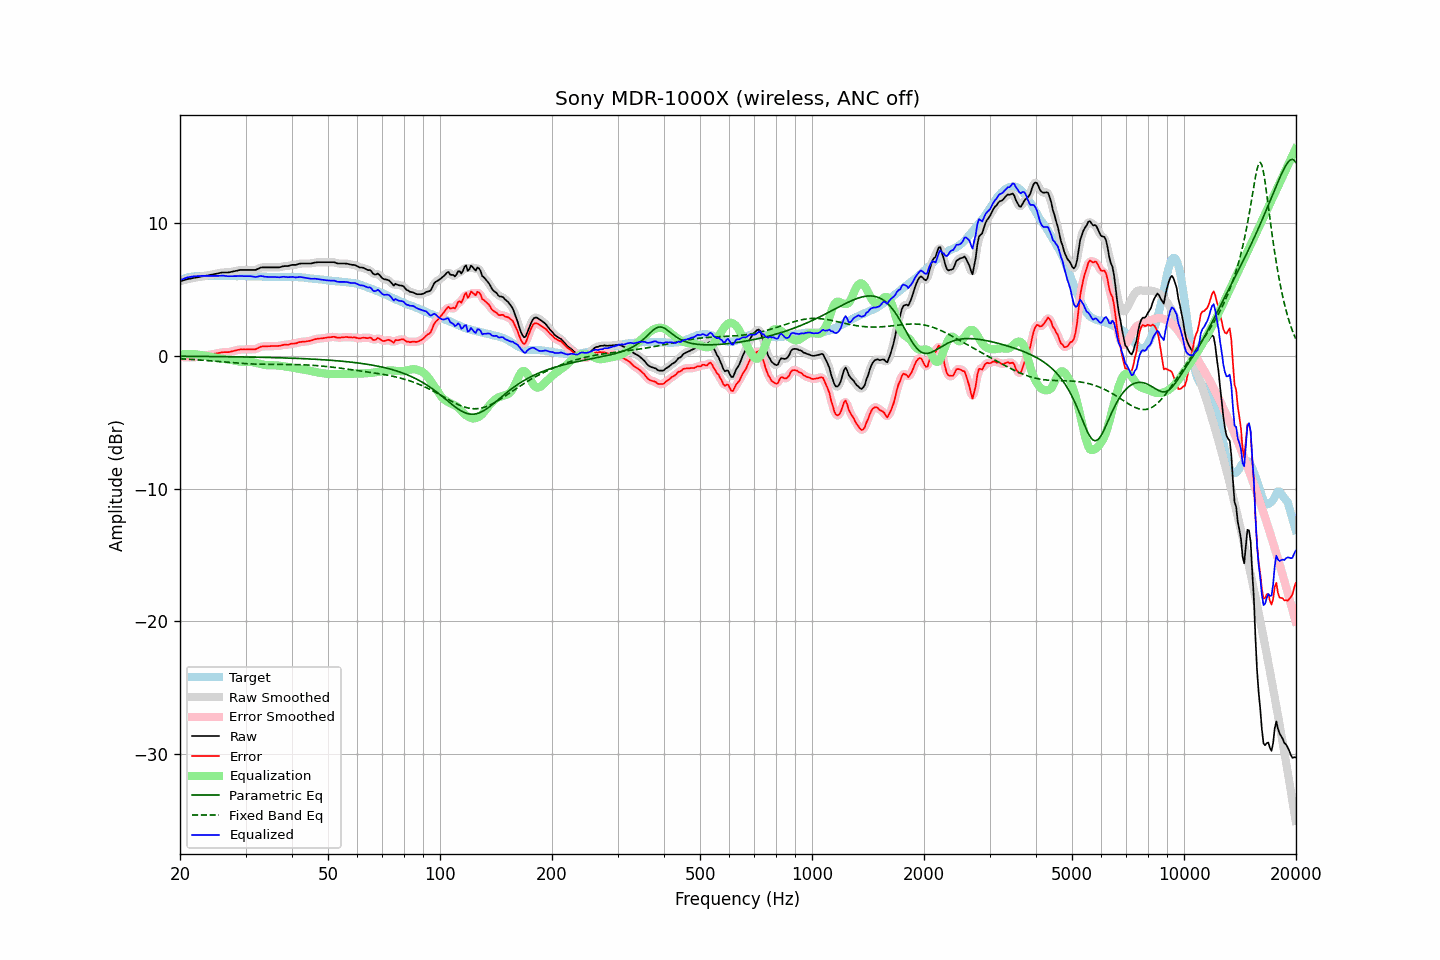 Sony MDR-1000X (wireless, ANC off)
10
0
−10
−20
−30
Amplitude (dBr)
Target
Raw Smoothed
Error Smoothed
Raw
Error
Equalization
Parametric Eq
Fixed Band Eq
Equalized
20 50 100 200 500 1000 2000 5000 10000 20000
Frequency (Hz)